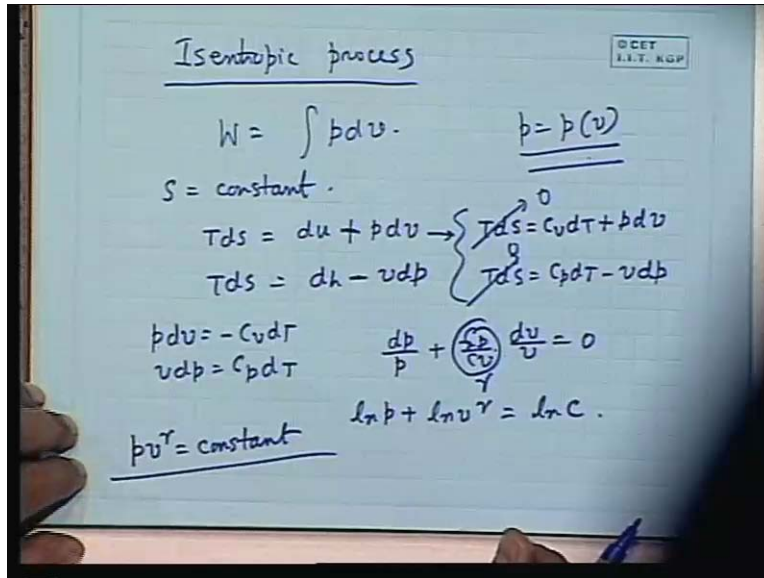 Isentropic process
© CET
I.I.T. KGP
W = ∫ pdv.
p = p(v)
S = constant.
Tds = du + pdv → { Tds = CvdT + pdv
0
Tds = dh - vdp { Tds = CpdT - vdp
0
pdv = - CvdT
vdp = CpdT
dp/p + (Cp/Cv) dv/v = 0
γ
ln p + ln v^γ = ln C.
pv^γ = constant